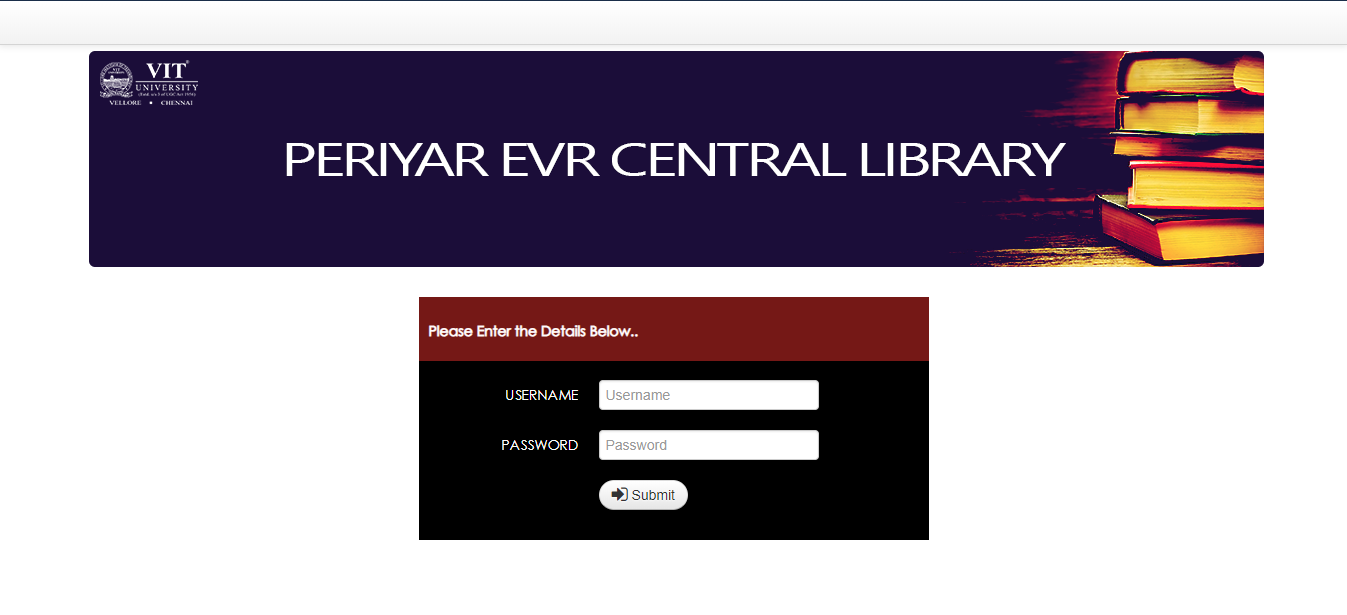 VIT®
UNIVERSITY
(Estd. u/s 3 of UGC Act 1956)
VELLORE • CHENNAI
PERIYAR EVR CENTRAL LIBRARY
Please Enter the Details Below..
USERNAME Username
PASSWORD Password
Submit